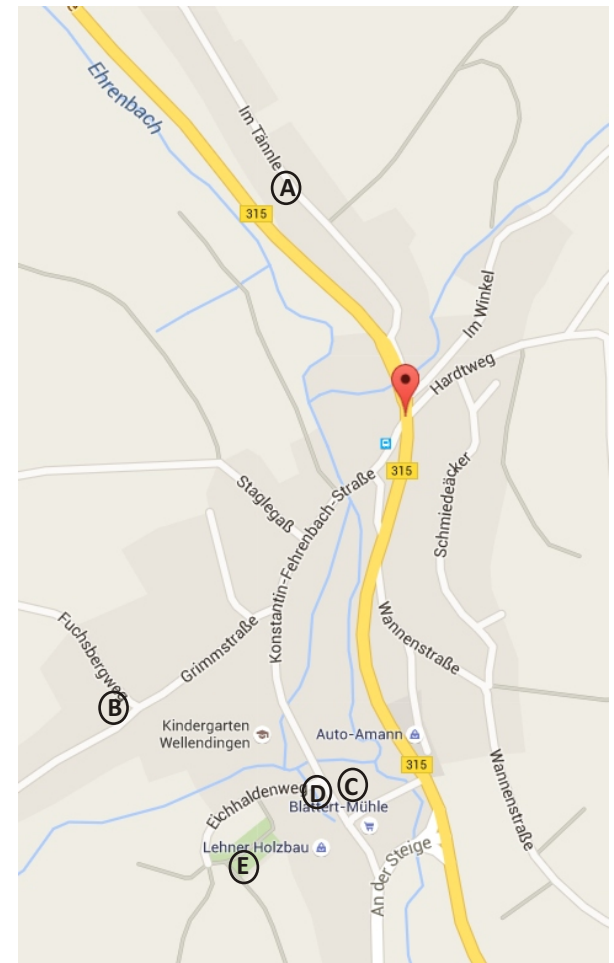 Ehrenbach
Im Tännle
A
315
Im Winkel
Hardtweg
315
Konstantin-Fehrenbach-Straße
Staglegaß
Schmiedeäcker
Fuchsbergweg
Grimmstraße
Wannenstraße
B
Kindergarten
Wellendingen
Auto-Amann
315
Wannenstraße
Eichhaldenweg
D
C
Blattert-Mühle
Lehner Holzbau
An der Steige
E